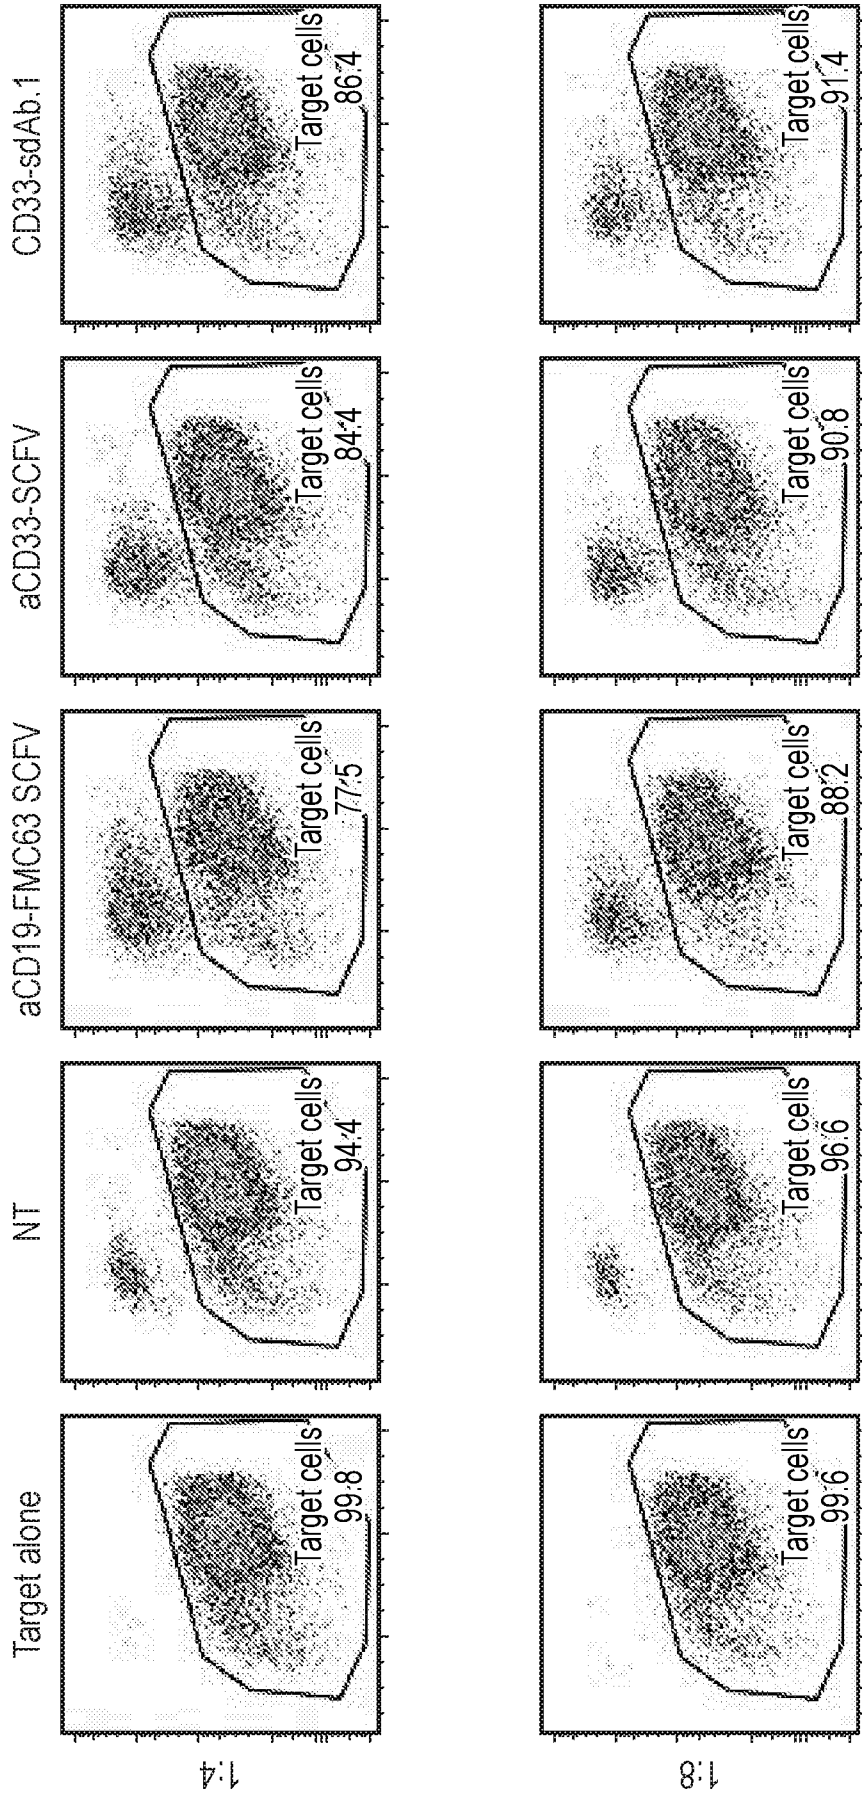 Target alone
NT
aCD19-FMC63 SCFV
aCD33-SCFV
CD33-sdAb.1
1:4
Target cells
99.8
Target cells
94.4
Target cells
77.5
Target cells
84.4
Target cells
86.4
1:8
Target cells
99.6
Target cells
96.6
Target cells
88.2
Target cells
90.8
Target cells
91.4